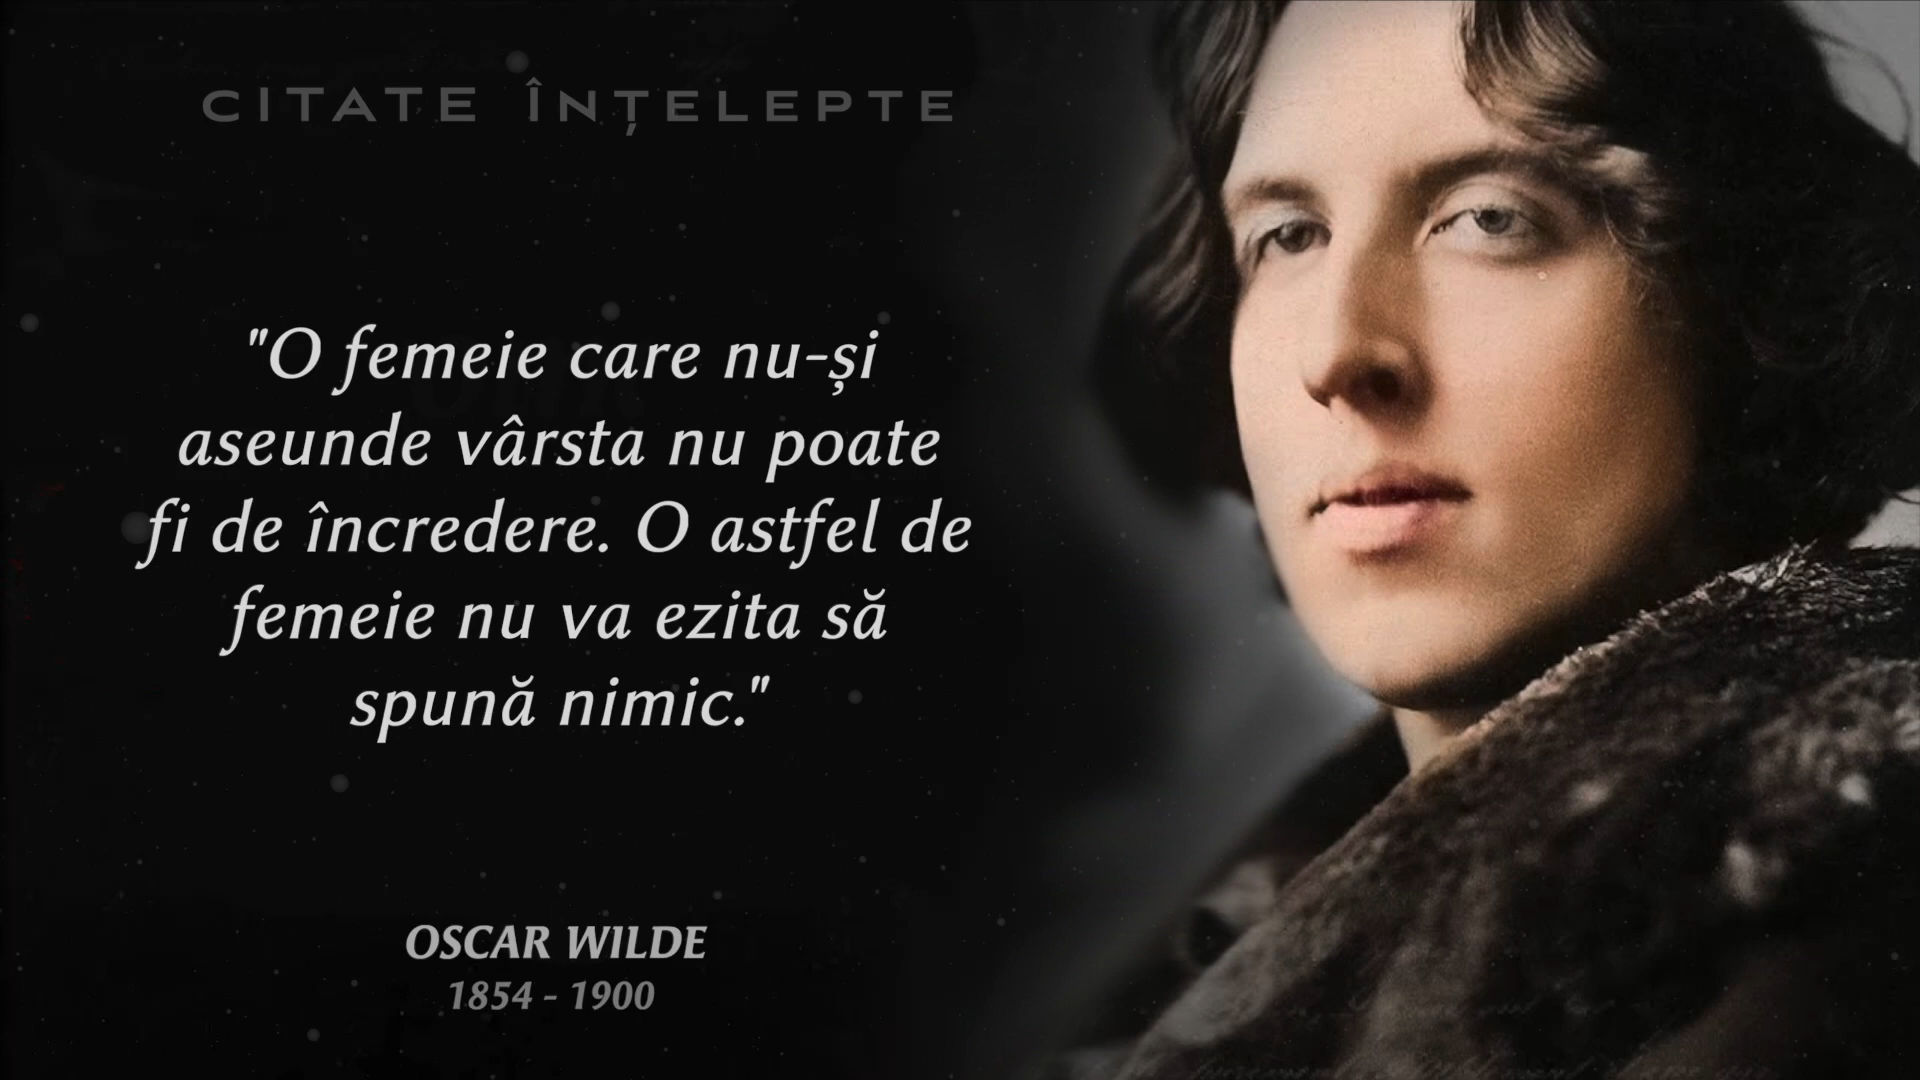 CITATE ÎNȚELEPTE
"O femeie care nu-și
aseunde vârsta nu poate
fi de încredere. O astfel de
femeie nu va ezita să
spună nimic."
OSCAR WILDE
1854 - 1900